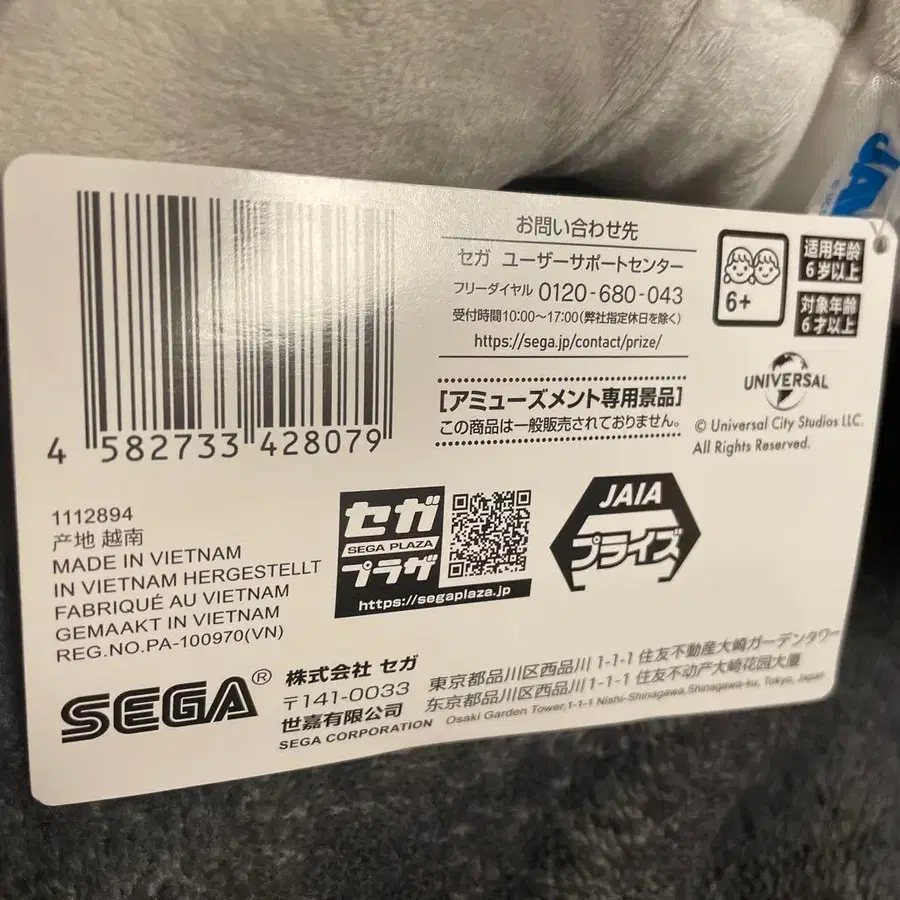 4 582733 428079
お問い合わせ先
セガ ユーザーサポートセンター
フリーダイヤル 0120-680-043
受付時間10:00〜17:00(弊社指定休日を除く)
https://sega.jp/contact/prize/
[アミューズメント専用景品]
この商品は一般販売されておりません。
6+
适用年龄
6岁以上
対象年齢
6才以上
UNIVERSAL
© Universal City Studios LLC.
All Rights Reserved.
1112894
产地 越南
MADE IN VIETNAM
IN VIETNAM HERGESTELLT
FABRIQUÉ AU VIETNAM
GEMAAKT IN VIETNAM
REG.NO.PA-100970(VN)
セガ
SEGA PLAZA
プラザ
https://segaplaza.jp
JAIA
プライズ
SEGA®
株式会社 セガ
〒141-0033
世嘉有限公司
SEGA CORPORATION
東京都品川区西品川 1-1-1 住友不動産大崎ガーデンタワー
东京都品川区西品川 1-1-1 住友不动产大崎花园大厦
Osaki Garden Tower,1-1-1 Nishi-Shinagawa,Shinagawa-ku, Tokyo, Japan